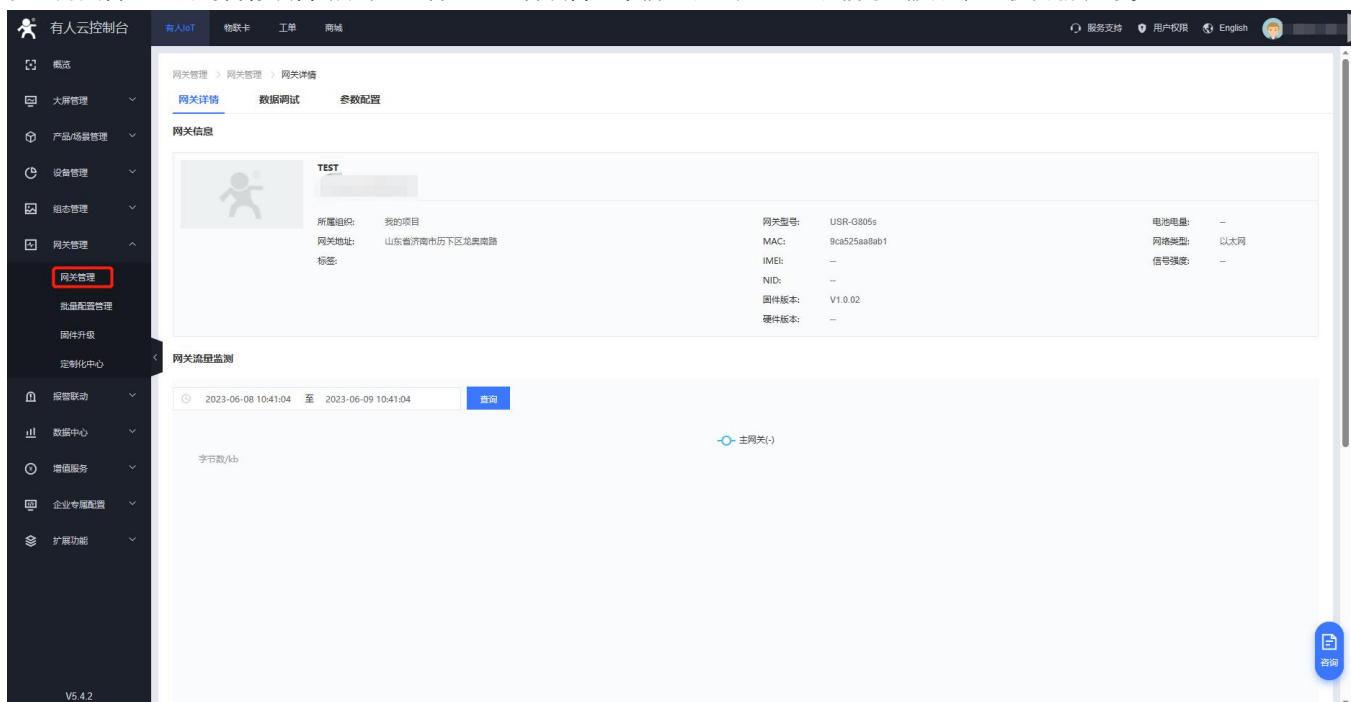 有人云控制台 有人IoT 物联卡 工单 商城 服务支持 用户权限 English
概览
大屏管理
产品/场景管理
设备管理
组态管理
网关管理
网关管理
批量配置管理
固件升级
定制化中心
报警联动
数据中心
增值服务
企业专属配置
扩展功能
V5.4.2
网关管理 > 网关管理 > 网关详情
网关详情 数据调试 参数配置
网关信息
TEST
所属组织: 我的项目 网关型号: USR-G805s 电池电量: --
网关地址: 山东省济南市历下区龙奥南路 MAC: 9ca525aa8ab1 网络类型: 以太网
标签: IMEI: -- 信号强度: --
NID: --
固件版本: V1.0.02
硬件版本: --
网关流量监测
2023-06-08 10:41:04 至 2023-06-09 10:41:04 查询
主网关(-)
字节数/kb
咨询